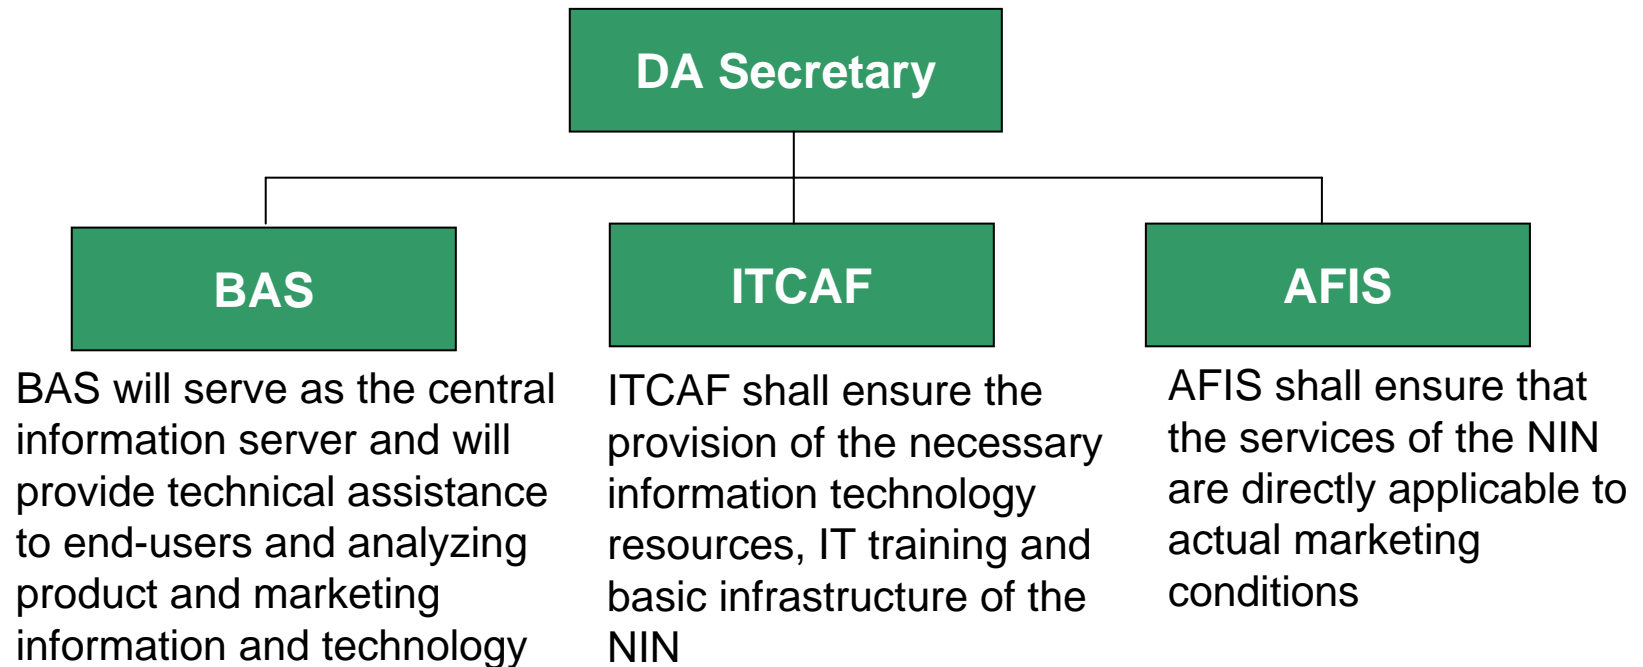 DA Secretary
BAS
ITCAF
AFIS
BAS will serve as the central
information server and will
provide technical assistance
to end-users and analyzing
product and marketing
information and technology
ITCAF shall ensure the
provision of the necessary
information technology
resources, IT training and
basic infrastructure of the
NIN
AFIS shall ensure that
the services of the NIN
are directly applicable to
actual marketing
conditions